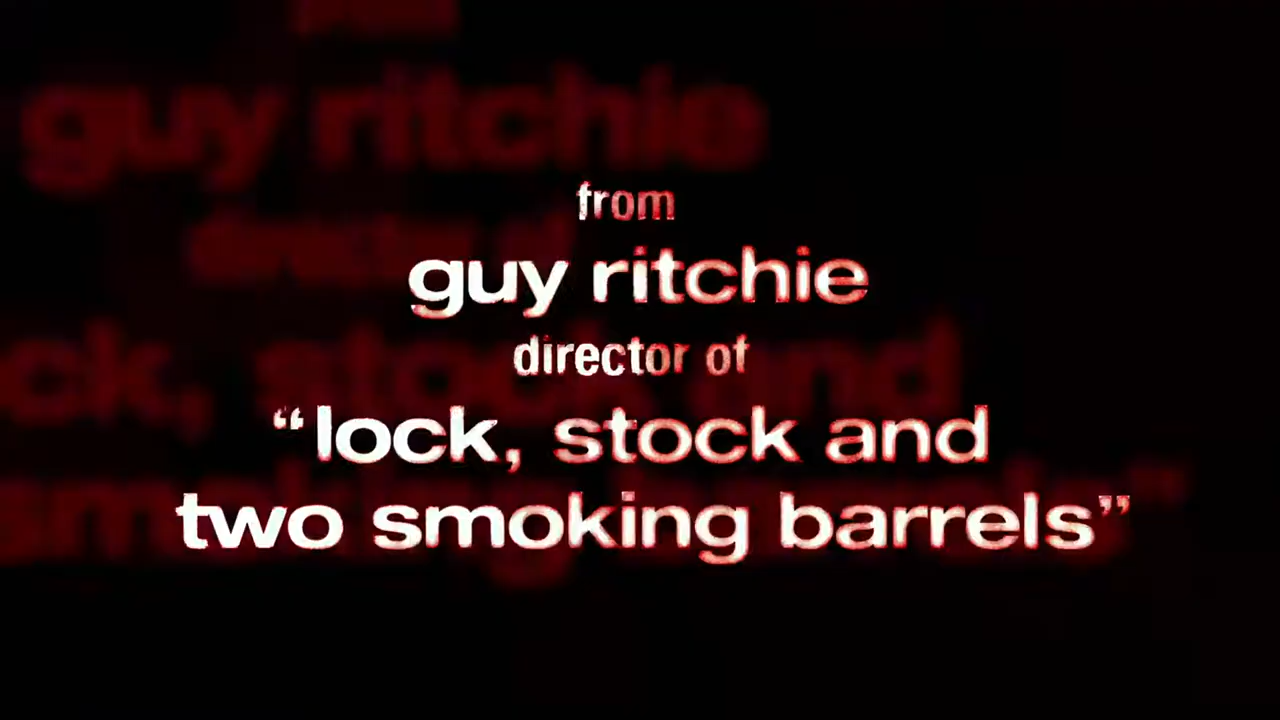 from
guy ritchie
director of
“lock, stock and
two smoking barrels”